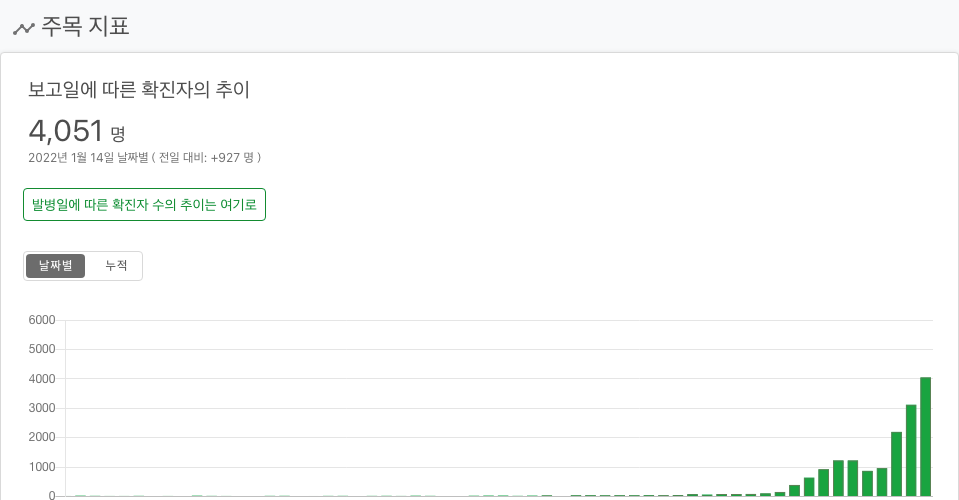 주목 지표
보고일에 따른 확진자의 추이
4,051 명
2022년 1월 14일 날짜별 ( 전일 대비: +927 명 )
발병일에 따른 확진자 수의 추이는 여기로
날짜별 누적
6000
5000
4000
3000
2000
1000
0